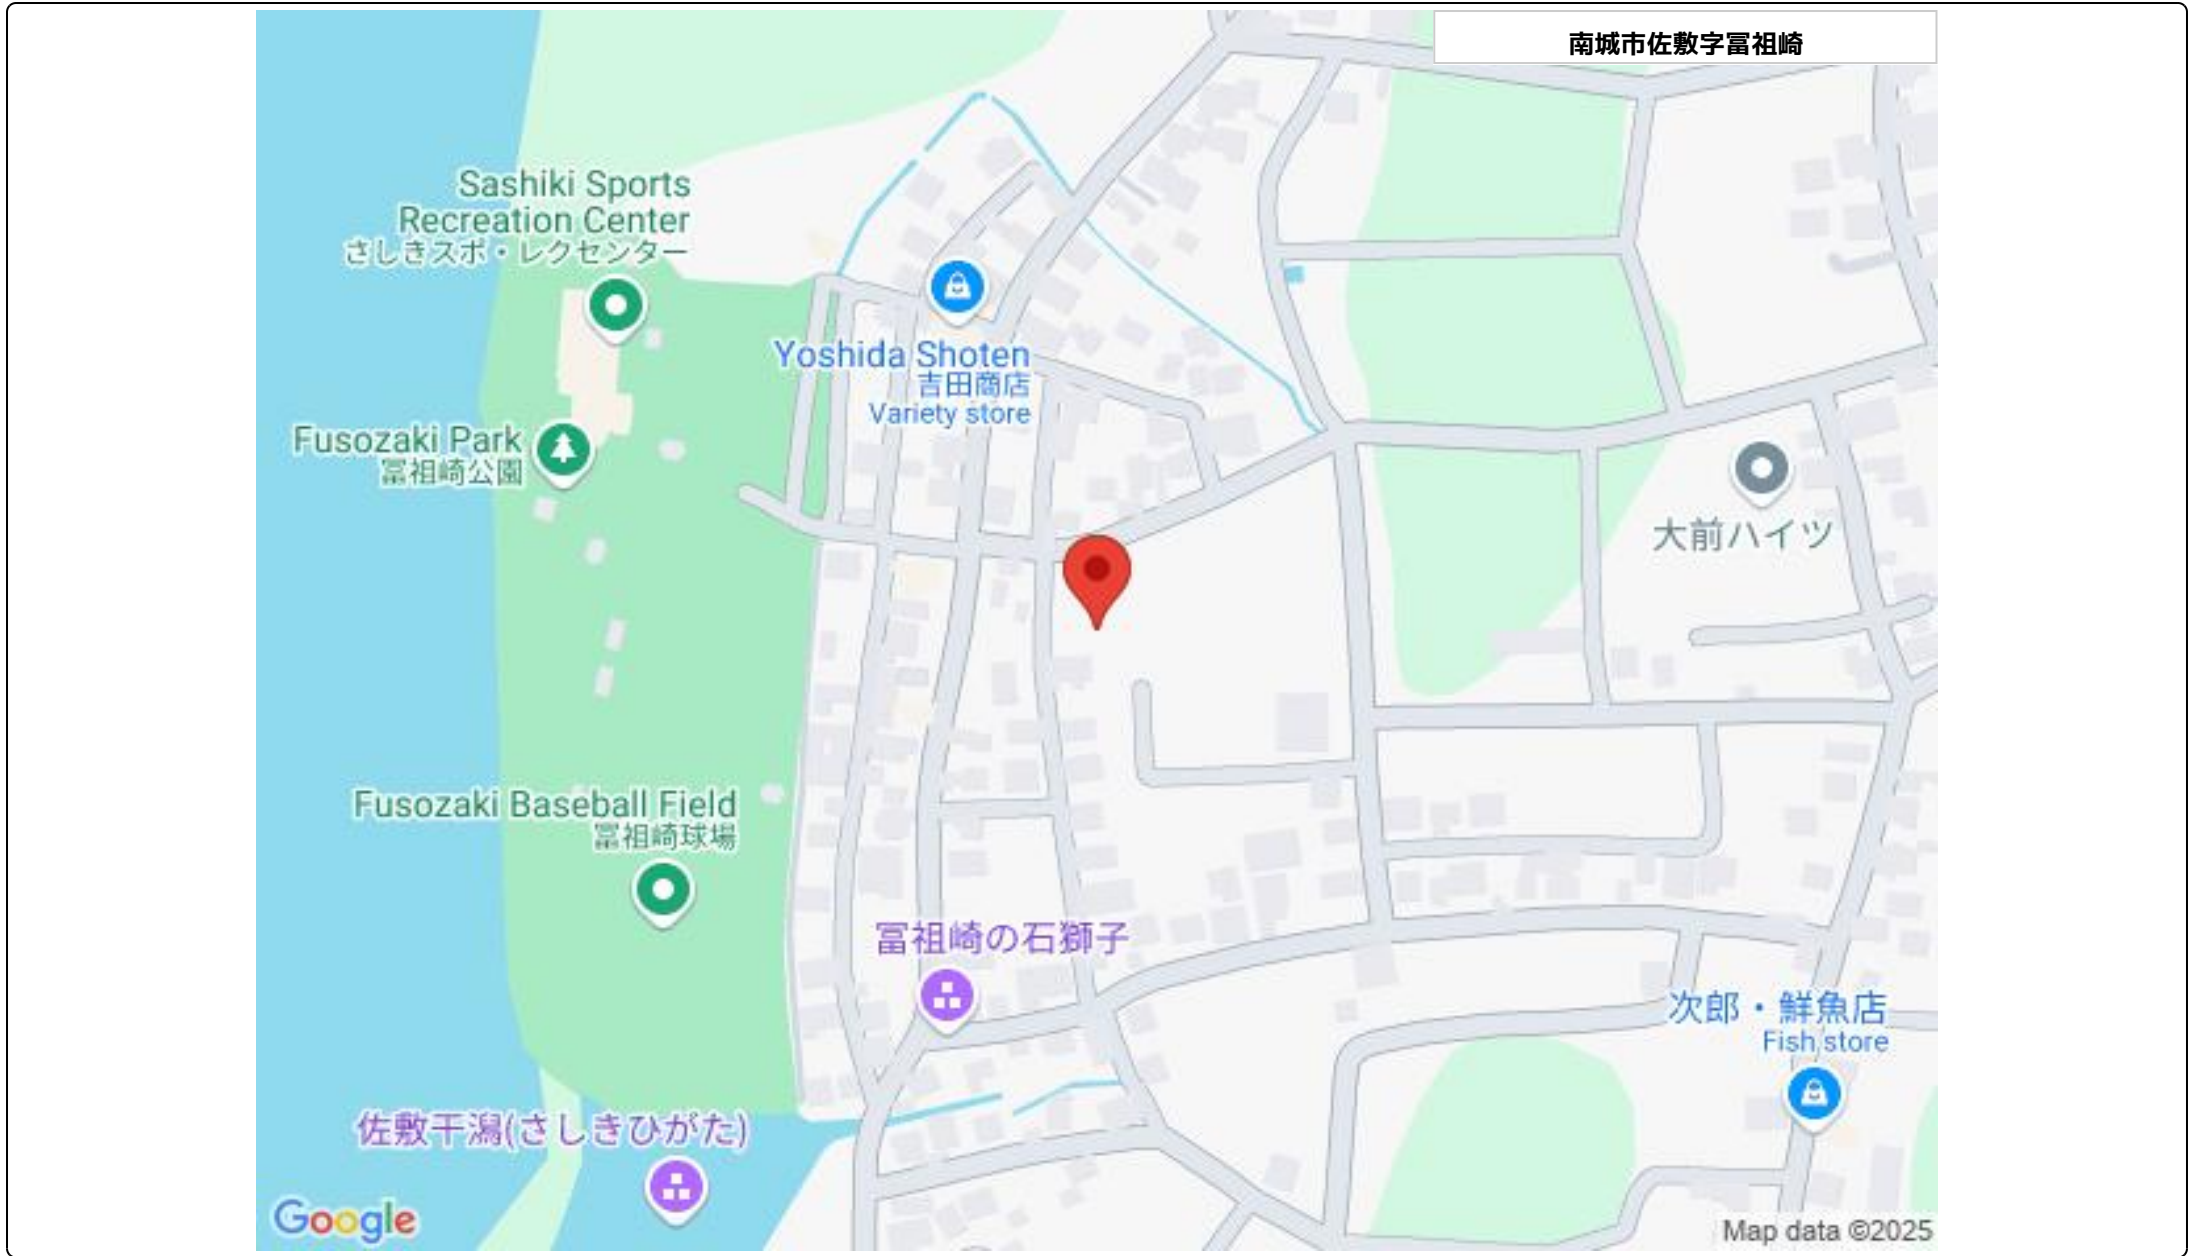 南城市佐敷字冨祖崎
Sashiki Sports
Recreation Center
さしきスポ・レクセンター
Yoshida Shoten
吉田商店
Variety store
Fusozaki Park
冨祖崎公園
大前ハイツ
Fusozaki Baseball Field
冨祖崎球場
冨祖崎の石獅子
次郎・鮮魚店
Fish store
佐敷干潟(さしきひがた)
Google
Map data ©2025